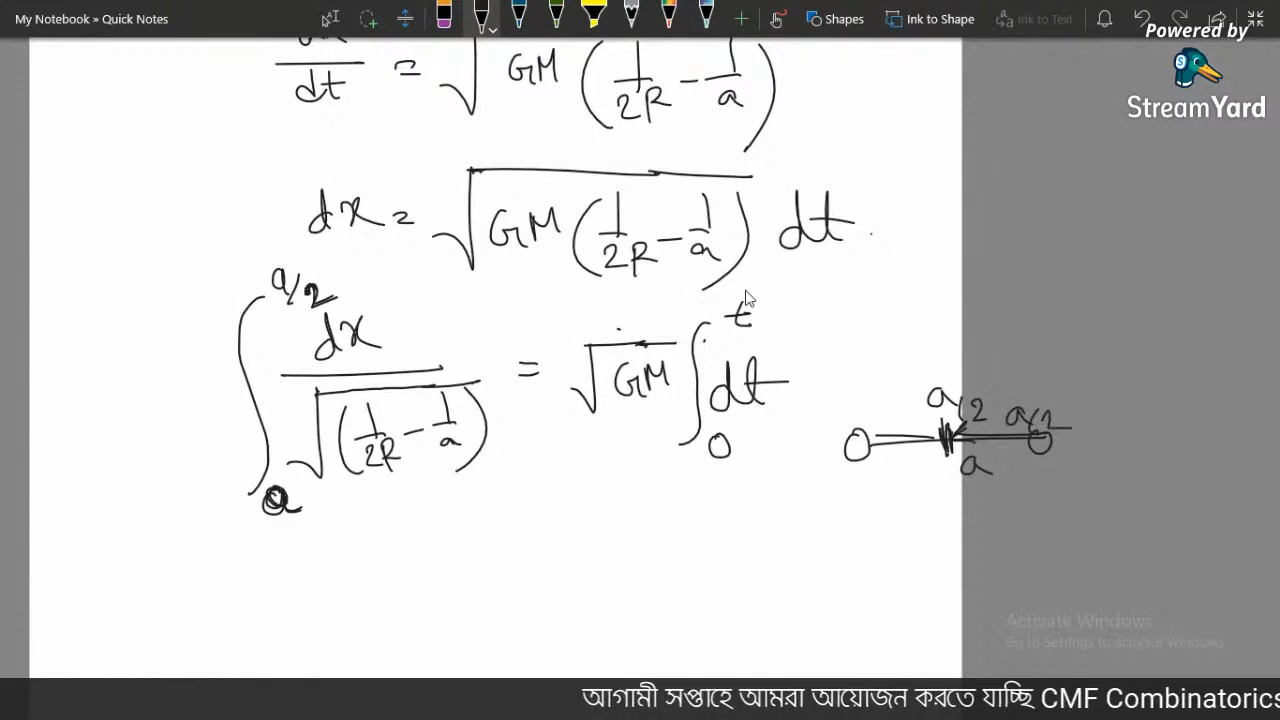 My Notebook » Quick Notes
Shapes
Ink to Shape
Ink to Text
Powered by
StreamYard
dt = √GM (1/2R − 1/a)
dx = √GM (1/2R − 1/a) dt
a/2
∫ dx / √(1/2R − 1/a) = √GM ∫ dt
t
0
a
a/2
a/2
a
Activate Windows
Go to Settings to activate Windows.
আগামী সপ্তাহে আমরা আয়োজন করতে যাচ্ছি CMF Combinatorics